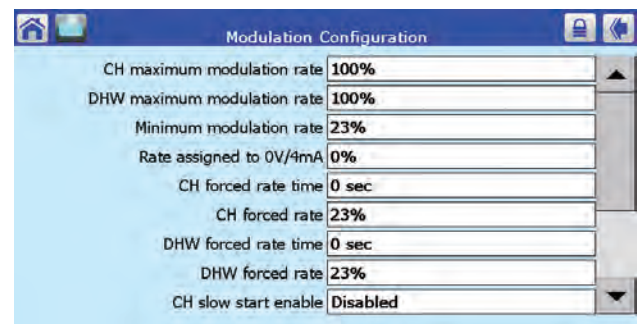 Modulation Configuration
CH maximum modulation rate 100%
DHW maximum modulation rate 100%
Minimum modulation rate 23%
Rate assigned to 0V/4mA 0%
CH forced rate time 0 sec
CH forced rate 23%
DHW forced rate time 0 sec
DHW forced rate 23%
CH slow start enable Disabled